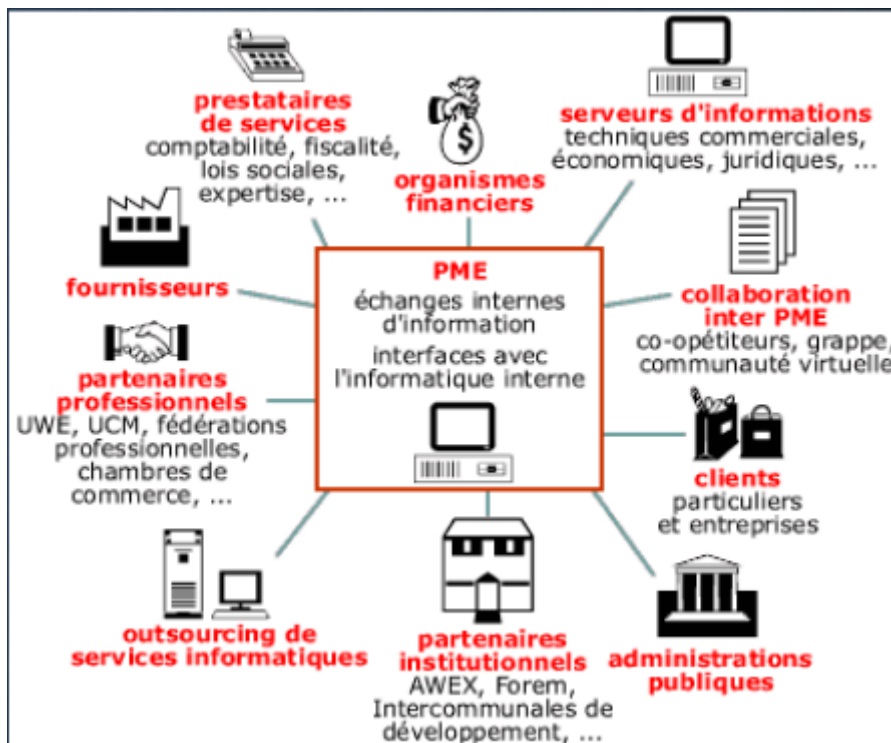 prestataires
de services
comptabilité, fiscalité,
lois sociales,
expertise, ...
$
organismes
financiers
serveurs d'informations
techniques commerciales,
économiques, juridiques, ...
fournisseurs
PME
échanges internes
d'information
interfaces avec
l'informatique interne
collaboration
inter PME
co-opétiteurs, grappe,
communauté virtuelle
partenaires
professionnels
UWE, UCM, fédérations
professionnelles,
chambres de
commerce, ...
clients
particuliers
et entreprises
outsourcing de
services informatiques
partenaires
institutionnels
AWEX, Forem,
Intercommunales de
développement, ...
administrations
publiques